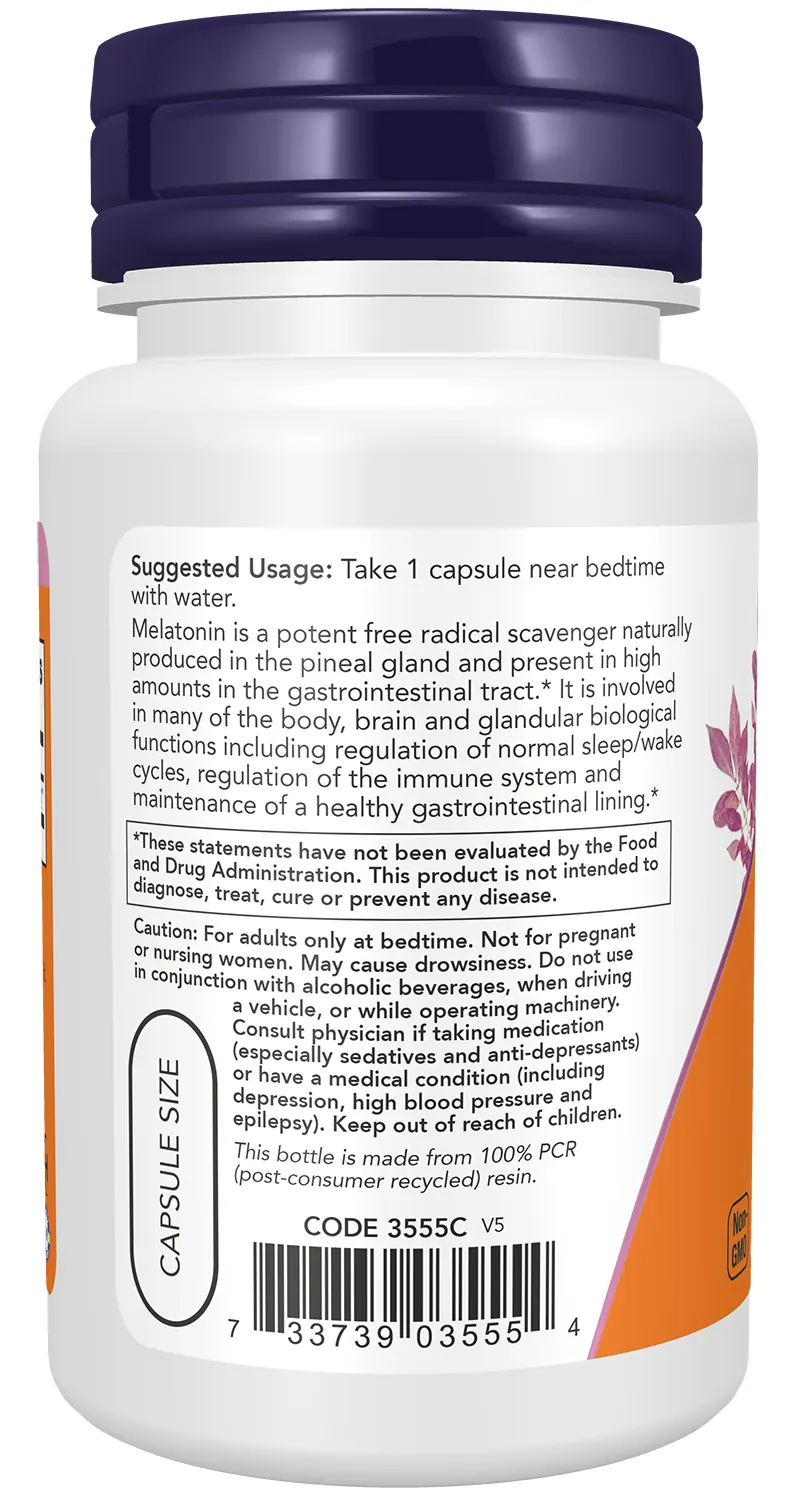 Suggested Usage: Take 1 capsule near bedtime
with water.
Melatonin is a potent free radical scavenger naturally
produced in the pineal gland and present in high
amounts in the gastrointestinal tract.* It is involved
in many of the body, brain and glandular biological
functions including regulation of normal sleep/wake
cycles, regulation of the immune system and
maintenance of a healthy gastrointestinal lining.*
*These statements have not been evaluated by the Food
and Drug Administration. This product is not intended to
diagnose, treat, cure or prevent any disease.
Caution: For adults only at bedtime. Not for pregnant
or nursing women. May cause drowsiness. Do not use
in conjunction with alcoholic beverages, when driving
a vehicle, or while operating machinery.
Consult physician if taking medication
(especially sedatives and anti-depressants)
or have a medical condition (including
depression, high blood pressure and
epilepsy). Keep out of reach of children.
This bottle is made from 100% PCR
(post-consumer recycled) resin.
CAPSULE SIZE
CODE 3555C V5
7 33739 03555 4
Non-
GMO